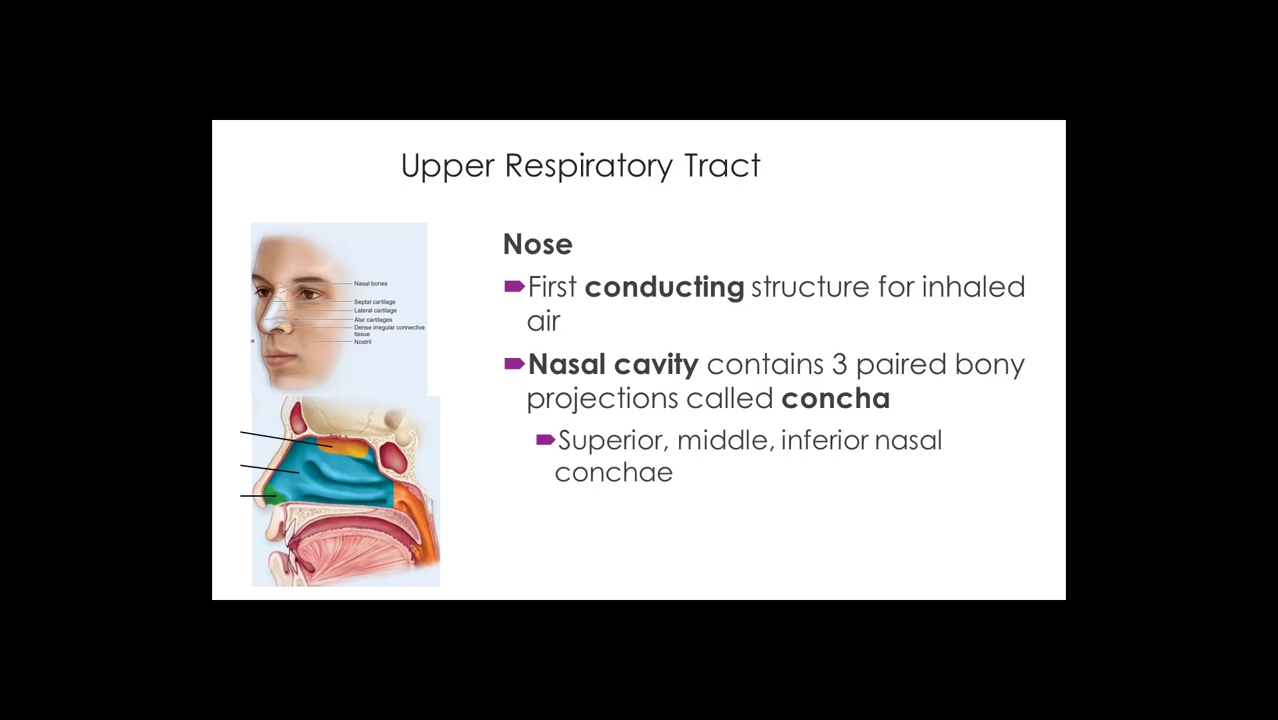 Upper Respiratory Tract
Nasal bones
Septal cartilage
Lateral cartilage
Alar cartilages
Dense irregular connective
tissue
Nostril
Nose
First conducting structure for inhaled
air
Nasal cavity contains 3 paired bony
projections called concha
Superior, middle, inferior nasal
conchae